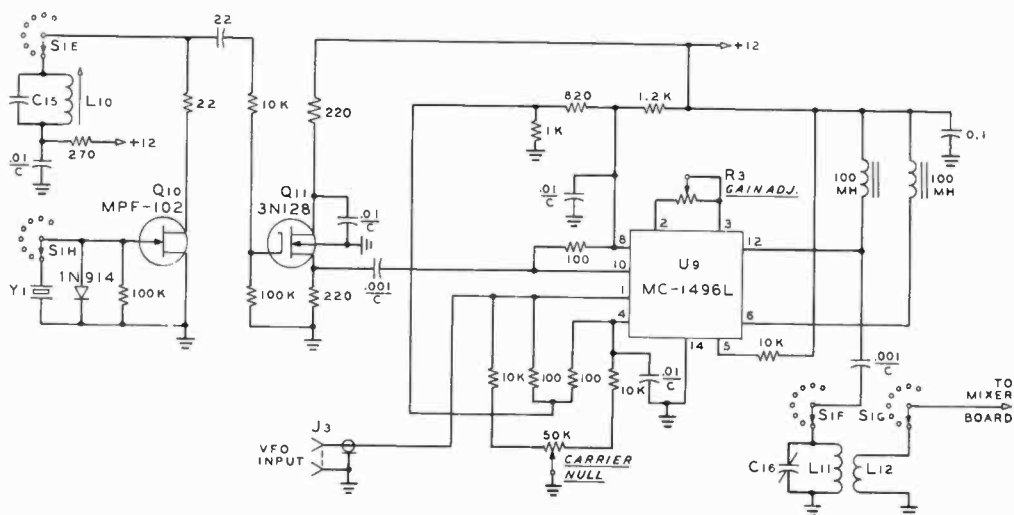 S1E
C15
L10
.01
C
270
+12
22
22
Q10
MPF-102
S1H
Y1
1N914
100K
10K
Q11
3N128
100K
220
.01
C
220
.001
C
+12
820
1.2K
1K
.01
C
100
R3
GAIN ADJ.
2
3
8
10
1
4
12
6
14
5
U9
MC-1496L
100
MH
100
MH
0.1
10K
10K
100
100
10K
.01
C
50K
CARRIER
NULL
J3
VFO
INPUT
.001
C
S1F
S1G
TO
MIXER
BOARD
C16
L11
L12